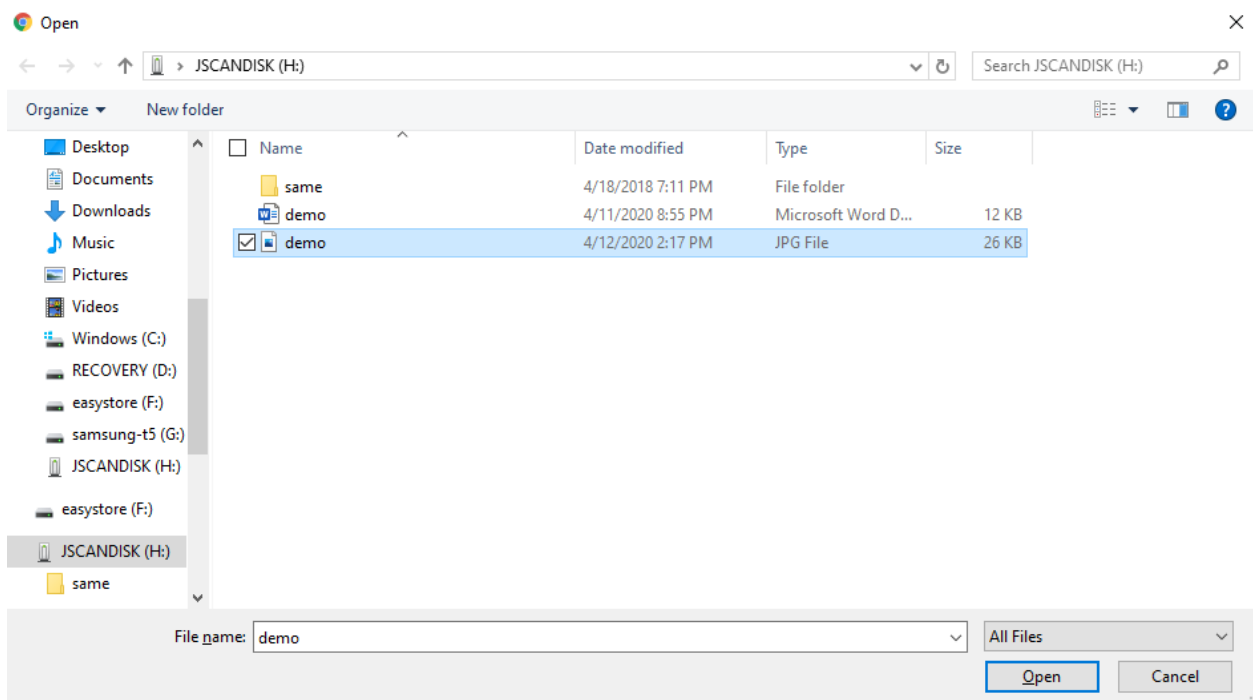 Open
JSCANDISK (H:)
Search JSCANDISK (H:)
Organize
New folder
Desktop
Documents
Downloads
Music
Pictures
Videos
Windows (C:)
RECOVERY (D:)
easystore (F:)
samsung-t5 (G:)
JSCANDISK (H:)
easystore (F:)
JSCANDISK (H:)
same
Name Date modified Type Size
same 4/18/2018 7:11 PM File folder
demo 4/11/2020 8:55 PM Microsoft Word D... 12 KB
demo 4/12/2020 2:17 PM JPG File 26 KB
File name: demo All Files
Open Cancel